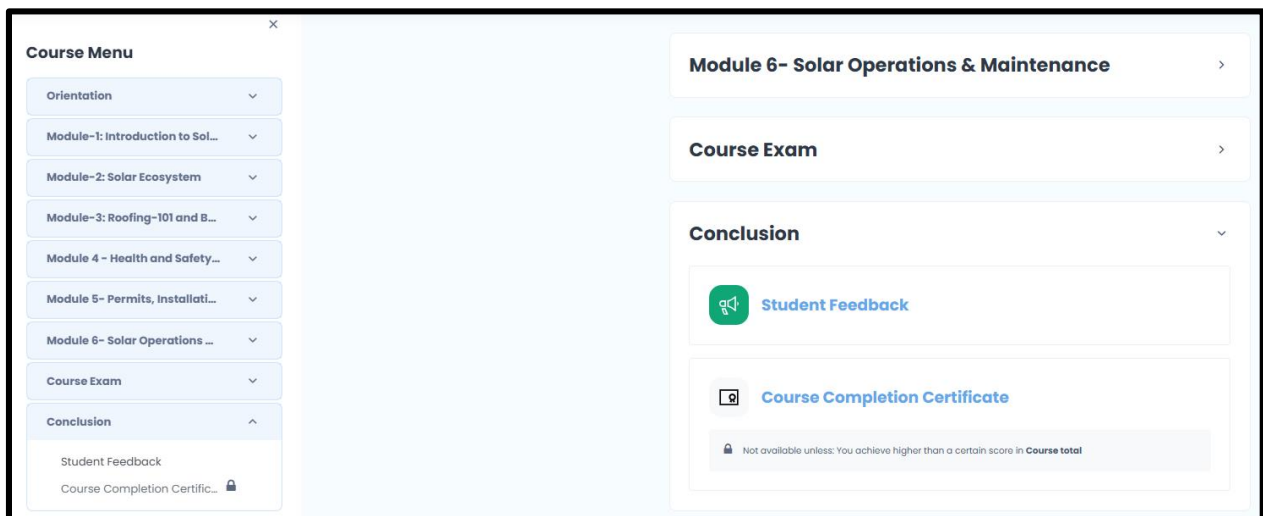 Course Menu
Orientation
Module-1: Introduction to Sol...
Module-2: Solar Ecosystem
Module-3: Roofing-101 and B...
Module 4 - Health and Safety...
Module 5- Permits, Installati...
Module 6- Solar Operations ...
Course Exam
Conclusion
Student Feedback
Course Completion Certific...
Module 6- Solar Operations & Maintenance
Course Exam
Conclusion
Student Feedback
Course Completion Certificate
Not available unless: You achieve higher than a certain score in Course total